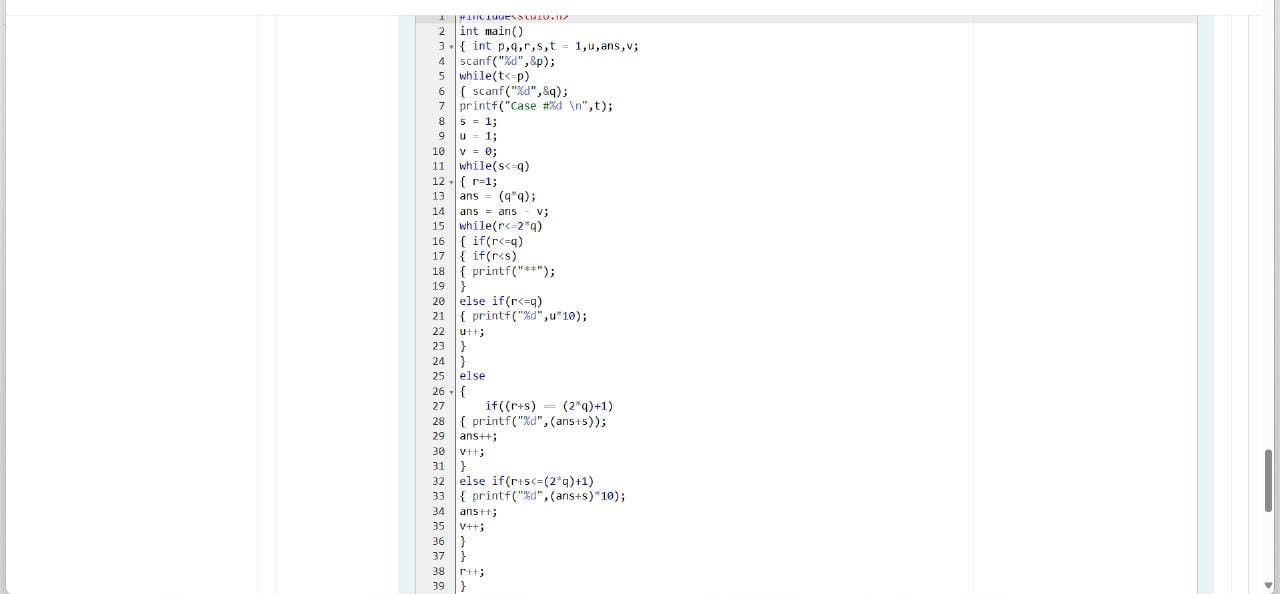 1 #include<stdio.h>
2 int main()
3 { int p,q,r,s,t = 1,u,ans,v;
4 scanf("%d",&p);
5 while(t<=p)
6 { scanf("%d",&q);
7 printf("Case #%d \n",t);
8 s = 1;
9 u = 1;
10 v = 0;
11 while(s<=q)
12 { r=1;
13 ans = (q*q);
14 ans = ans - v;
15 while(r<=2*q)
16 { if(r<=q)
17 { if(r<s)
18 { printf("**");
19 }
20 else if(r<=q)
21 { printf("%d",u*10);
22 u++;
23 }
24 }
25 else
26 {
27 if((r+s) == (2*q)+1)
28 { printf("%d",(ans+s));
29 ans++;
30 v++;
31 }
32 else if(r+s<=(2*q)+1)
33 { printf("%d",(ans+s)*10);
34 ans++;
35 v++;
36 }
37 }
38 r++;
39 }